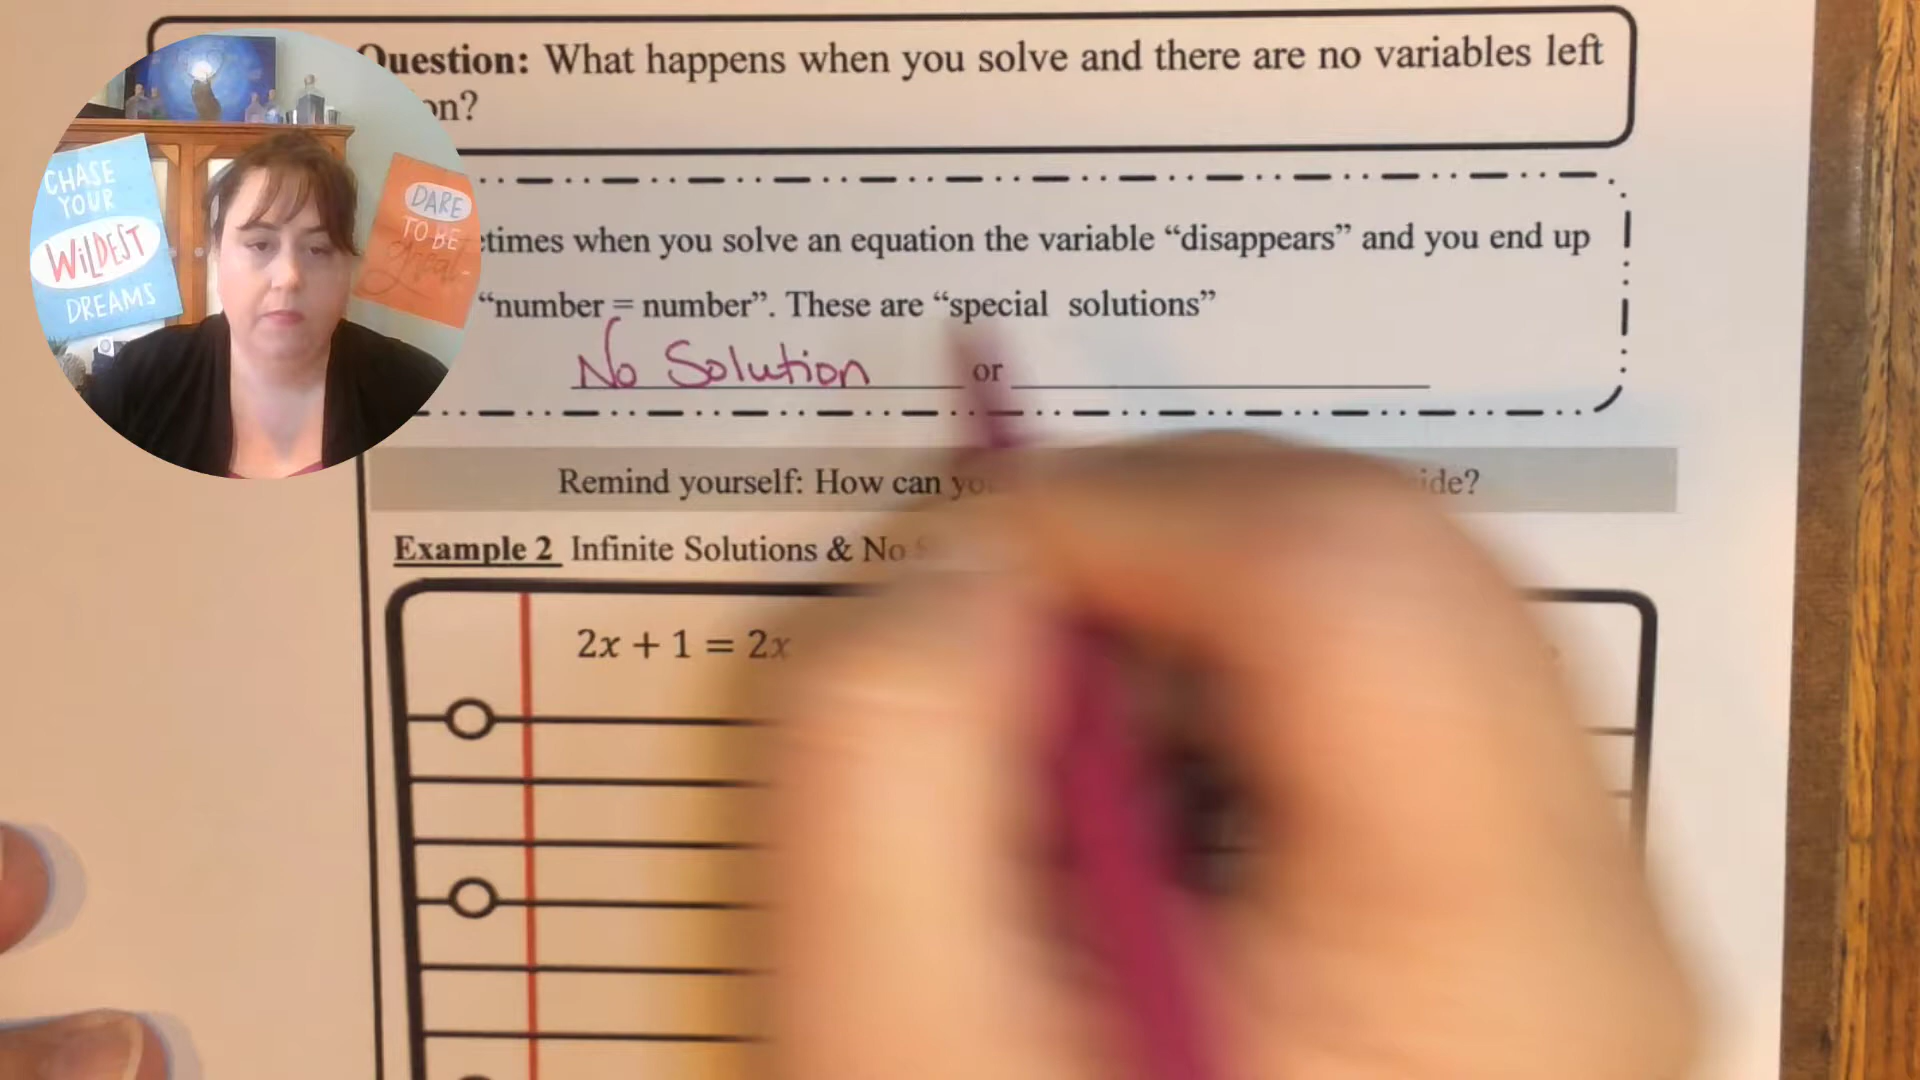 Question: What happens when you solve and there are no variables left
on?
CHASE
YOUR
WILDEST
DREAMS
DARE
TO BE
Great
times when you solve an equation the variable “disappears” and you end up
“number = number”. These are “special solutions”
No Solution or
Remind yourself: How can
Example 2 Infinite Solutions & No
2x + 1 = 2x